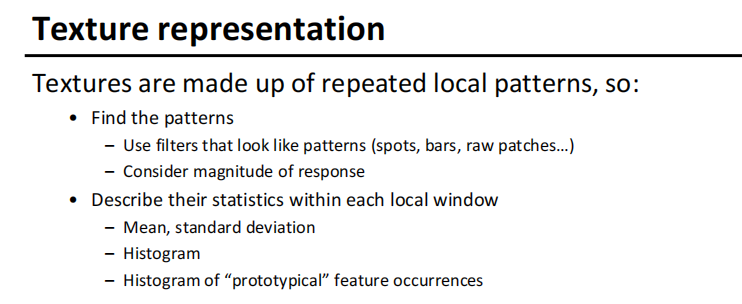 Texture representation
Textures are made up of repeated local patterns, so:
• Find the patterns
– Use filters that look like patterns (spots, bars, raw patches…)
– Consider magnitude of response
• Describe their statistics within each local window
– Mean, standard deviation
– Histogram
– Histogram of “prototypical” feature occurrences